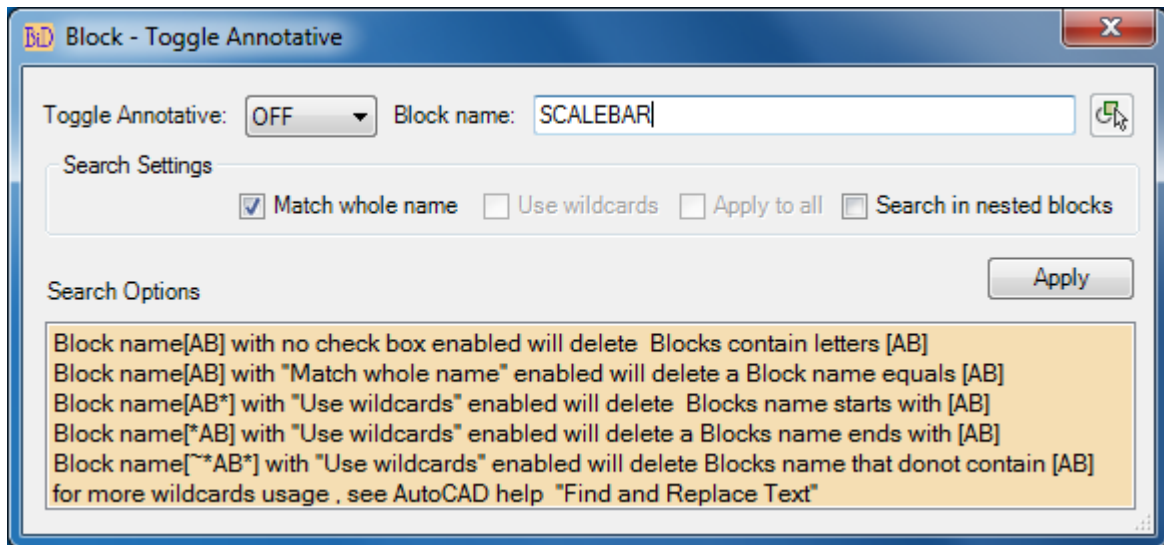 BiD Block - Toggle Annotative
Toggle Annotative: OFF Block name: SCALEBAR
Search Settings
Match whole name Use wildcards Apply to all Search in nested blocks
Apply
Search Options
Block name[AB] with no check box enabled will delete  Blocks contain letters [AB]
Block name[AB] with "Match whole name" enabled will delete a Block name equals [AB]
Block name[AB*] with "Use wildcards" enabled will delete  Blocks name starts with [AB]
Block name[*AB] with "Use wildcards" enabled will delete a Blocks name ends with [AB]
Block name[~*AB*] with "Use wildcards" enabled will delete Blocks name that donot contain [AB]
for more wildcards usage , see AutoCAD help  "Find and Replace Text"